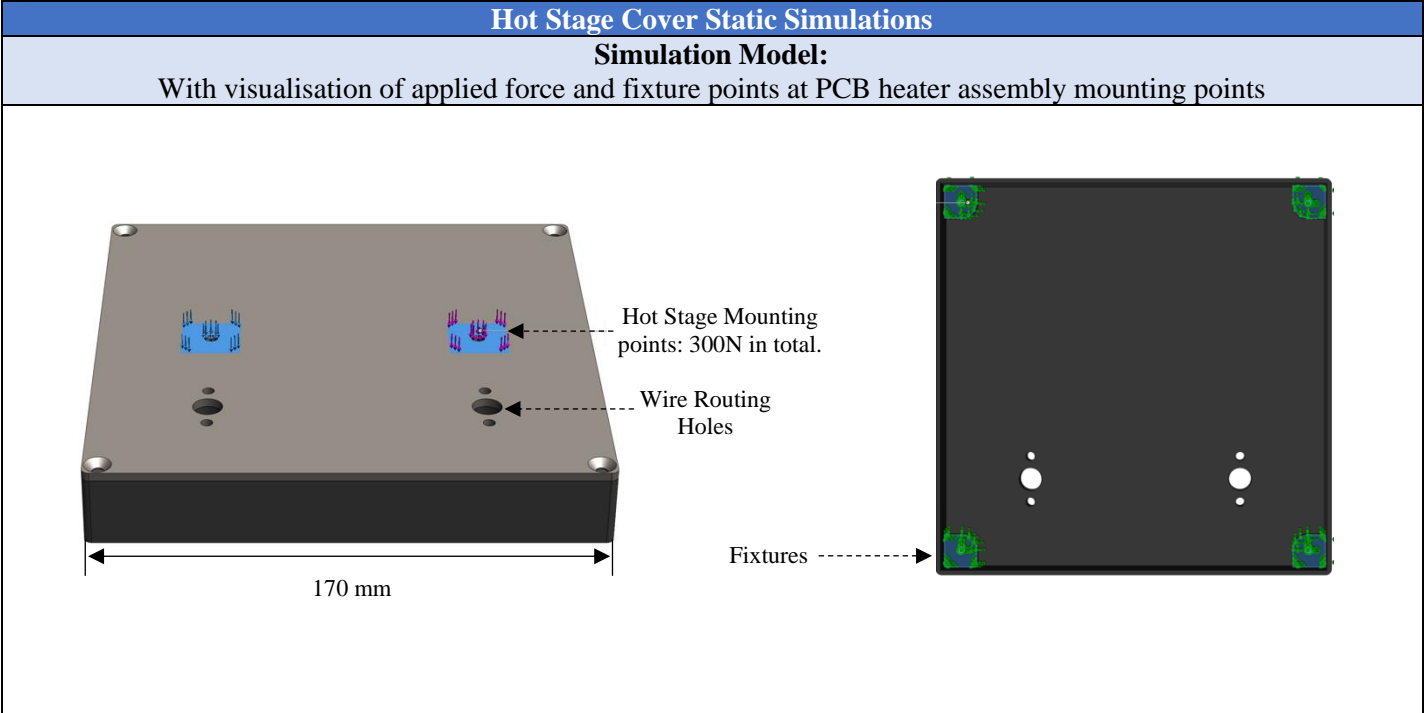 Hot Stage Cover Static Simulations
Simulation Model:
With visualisation of applied force and fixture points at PCB heater assembly mounting points
Hot Stage Mounting
points: 300N in total.
Wire Routing
Holes
Fixtures
170 mm